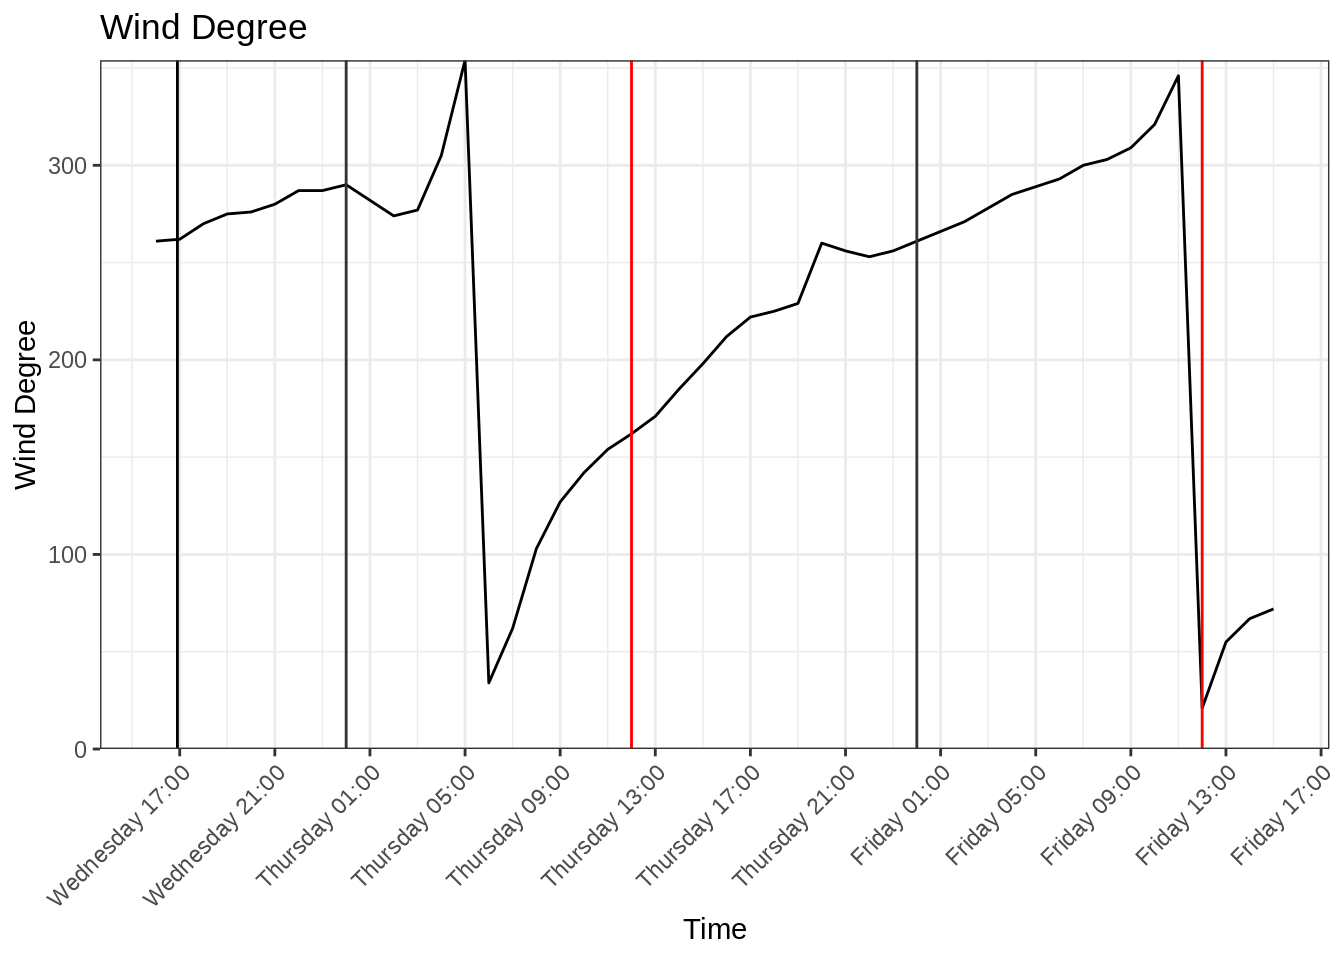 Wind Degree
Wind Degree
300
200
100
0
Wednesday 17:00
Wednesday 21:00
Thursday 01:00
Thursday 05:00
Thursday 09:00
Thursday 13:00
Thursday 17:00
Thursday 21:00
Friday 01:00
Friday 05:00
Friday 09:00
Friday 13:00
Friday 17:00
Time